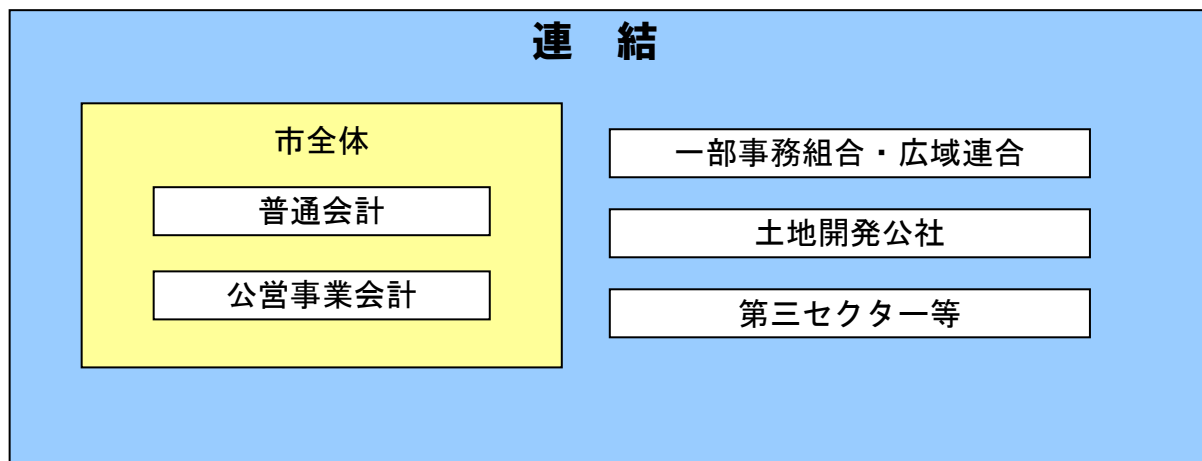 連　結
市全体
普通会計
公営事業会計
一部事務組合・広域連合
土地開発公社
第三セクター等